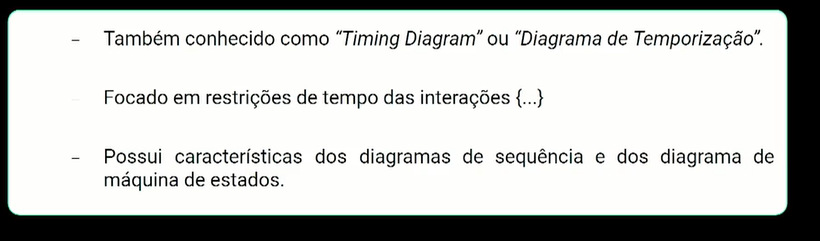 – Também conhecido como “Timing Diagram” ou “Diagrama de Temporização”.
– Focado em restrições de tempo das interações {...}
– Possui características dos diagramas de sequência e dos diagrama de
máquina de estados.